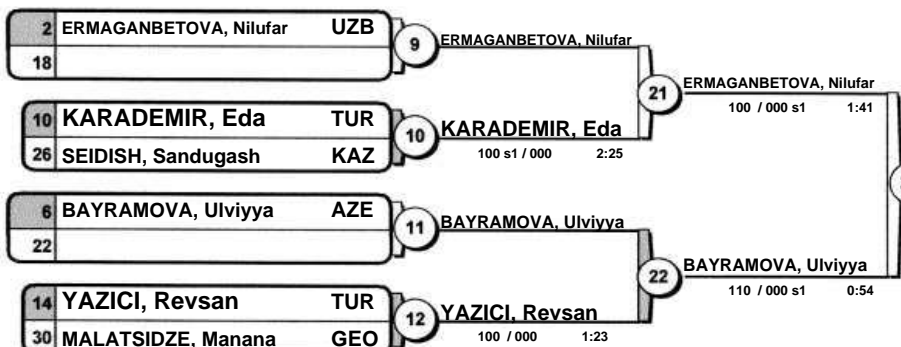 2 ERMAGANBETOVA, Nilufar UZB
18
9
ERMAGANBETOVA, Nilufar
10 KARADEMIR, Eda TUR
26 SEIDISH, Sandugash KAZ
10
KARADEMIR, Eda
100 s1 / 000 2:25
21
ERMAGANBETOVA, Nilufar
100 / 000 s1 1:41
6 BAYRAMOVA, Ulviyya AZE
22
11
BAYRAMOVA, Ulviyya
14 YAZICI, Revsan TUR
30 MALATSIDZE, Manana GEO
12
YAZICI, Revsan
100 / 000 1:23
22
BAYRAMOVA, Ulviyya
110 / 000 s1 0:54